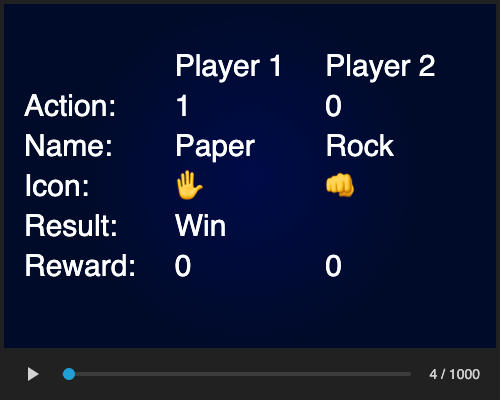 Player 1 Player 2
Action: 1 0
Name: Paper Rock
Icon: ✋ 👊
Result: Win
Reward: 0 0
4 / 1000